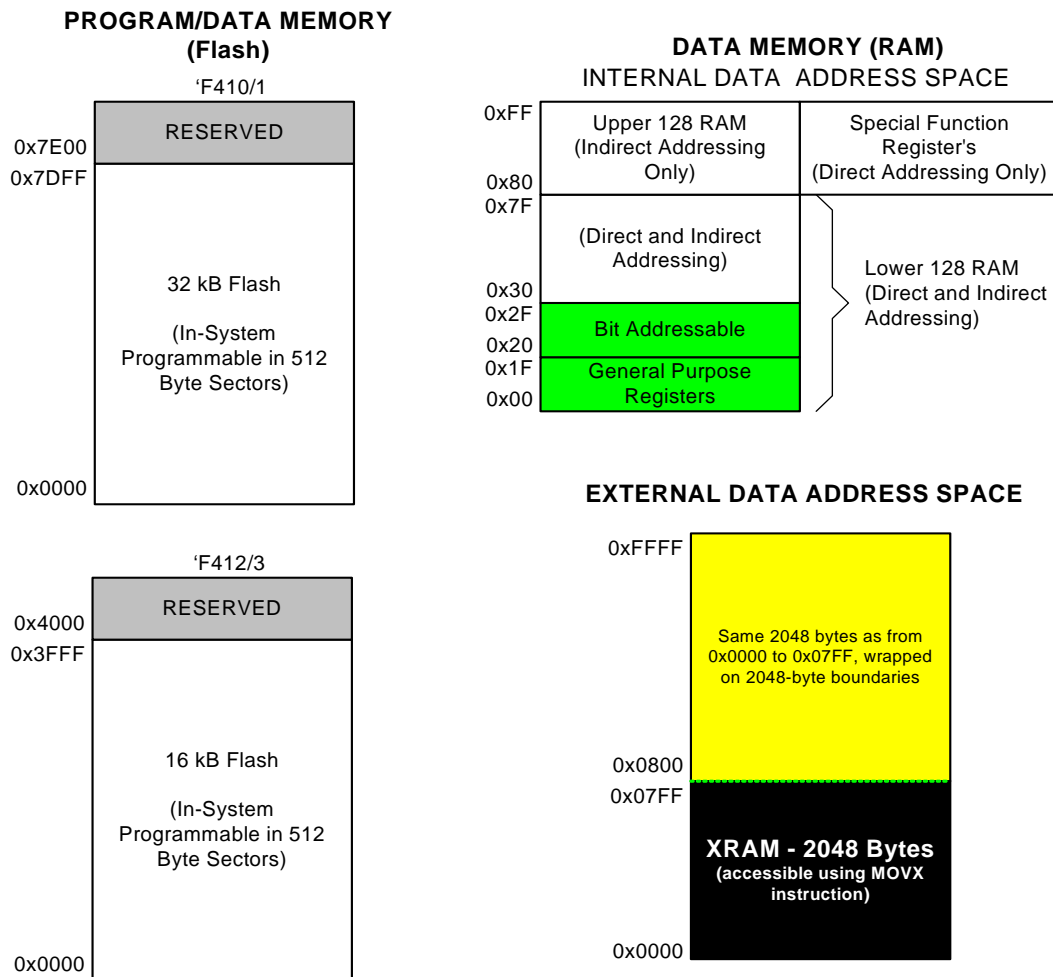 PROGRAM/DATA MEMORY
(Flash)
‘F410/1
RESERVED
0x7E00
0x7DFF
32 kB Flash
(In-System
Programmable in 512
Byte Sectors)
0x0000
‘F412/3
RESERVED
0x4000
0x3FFF
16 kB Flash
(In-System
Programmable in 512
Byte Sectors)
0x0000
DATA MEMORY (RAM)
INTERNAL DATA ADDRESS SPACE
0xFF
Upper 128 RAM
(Indirect Addressing
Only)
0x80
Special Function
Register's
(Direct Addressing Only)
0x7F
(Direct and Indirect
Addressing)
0x30
Lower 128 RAM
(Direct and Indirect
Addressing)
0x2F
Bit Addressable
0x20
0x1F
General Purpose
Registers
0x00
EXTERNAL DATA ADDRESS SPACE
0xFFFF
Same 2048 bytes as from
0x0000 to 0x07FF, wrapped
on 2048-byte boundaries
0x0800
0x07FF
XRAM - 2048 Bytes
(accessible using MOVX
instruction)
0x0000